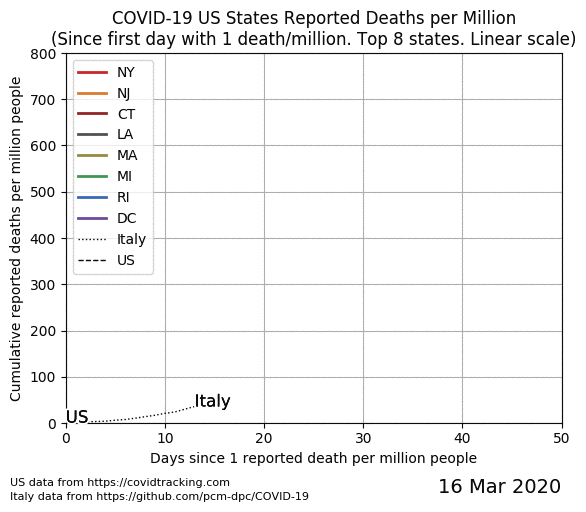 COVID-19 US States Reported Deaths per Million
(Since first day with 1 death/million. Top 8 states. Linear scale)
Cumulative reported deaths per million people
800
700
600
500
400
300
200
100
0
NY
NJ
CT
LA
MA
MI
RI
DC
Italy
US
Italy
US
0 10 20 30 40 50
Days since 1 reported death per million people
US data from https://covidtracking.com
Italy data from https://github.com/pcm-dpc/COVID-19
16 Mar 2020